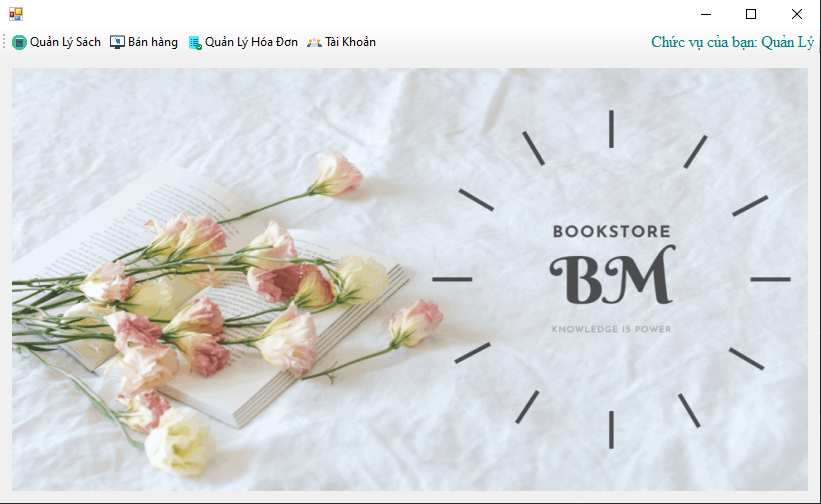 Quản Lý Sách Bán hàng Quản Lý Hóa Đơn Tài Khoản Chức vụ của bạn: Quản Lý
BOOKSTORE
BM
KNOWLEDGE IS POWER